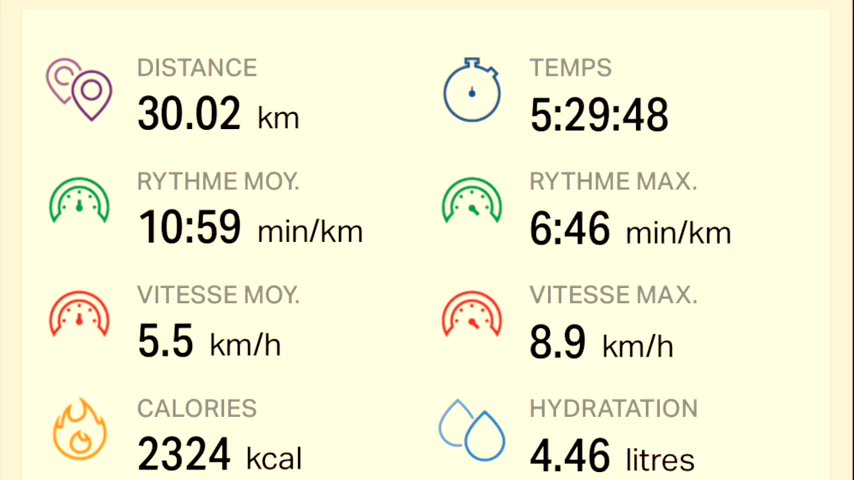 DISTANCE TEMPS
30.02 km 5:29:48
RYTHME MOY. RYTHME MAX.
10:59 min/km 6:46 min/km
VITESSE MOY. VITESSE MAX.
5.5 km/h 8.9 km/h
CALORIES HYDRATATION
2324 kcal 4.46 litres